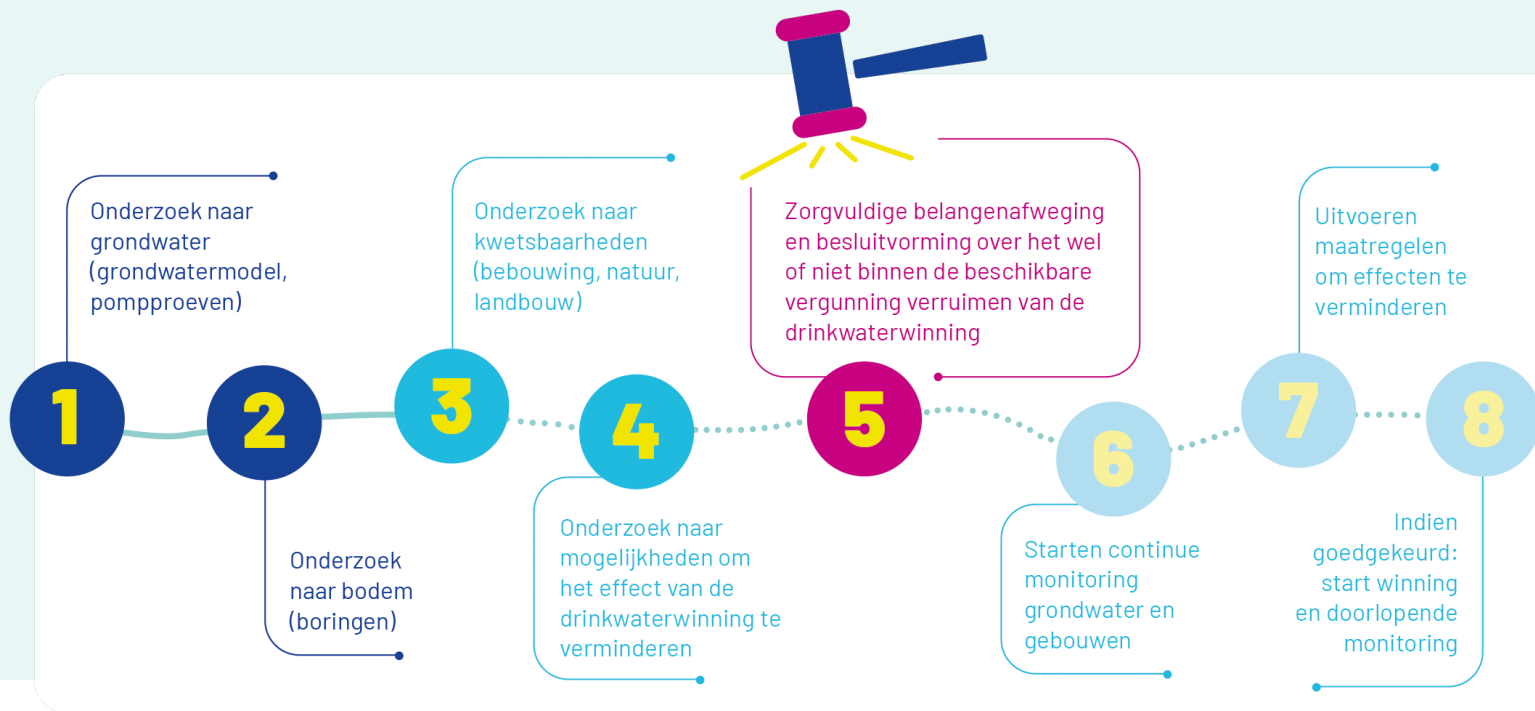 1
Onderzoek naar
grondwater
(grondwatermodel,
pompproeven)
2
Onderzoek
naar bodem
(boringen)
3
Onderzoek naar
kwetsbaarheden
(bebouwing, natuur,
landbouw)
4
Onderzoek naar
mogelijkheden om
het effect van de
drinkwaterwinning te
verminderen
5
Zorgvuldige belangenafweging
en besluitvorming over het wel
of niet binnen de beschikbare
vergunning verruimen van de
drinkwaterwinning
6
Starten continue
monitoring
grondwater en
gebouwen
7
Uitvoeren
maatregelen
om effecten te
verminderen
8
Indien
goedgekeurd:
start winning
en doorlopende
monitoring